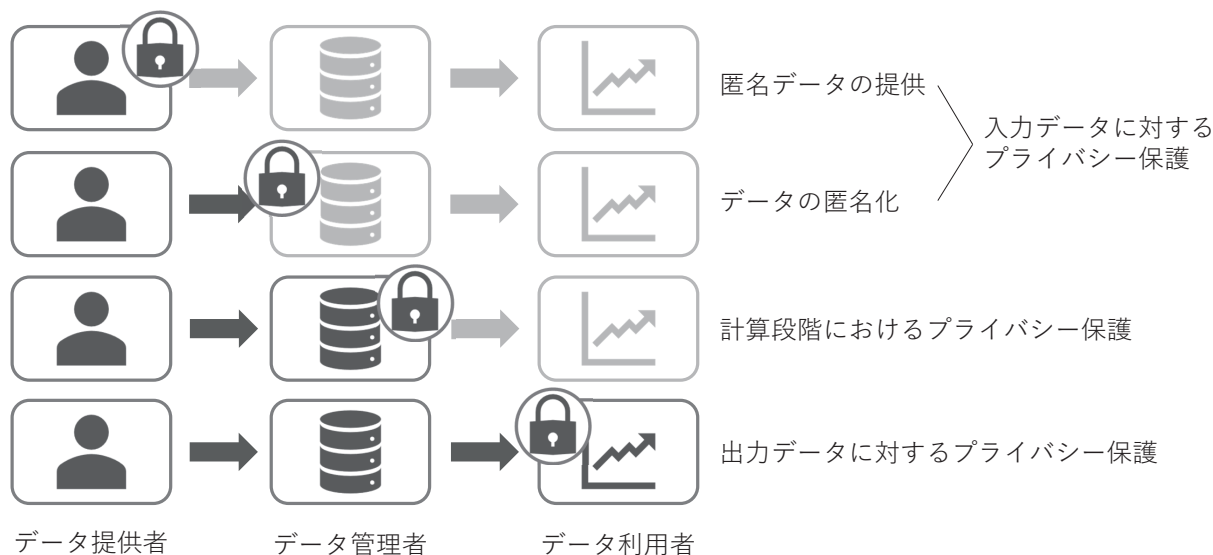 匿名データの提供
入力データに対する
プライバシー保護
データの匿名化
計算段階におけるプライバシー保護
出力データに対するプライバシー保護
データ提供者
データ管理者
データ利用者